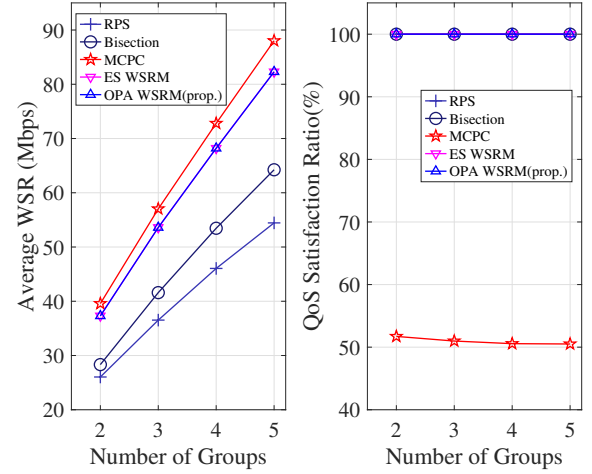 RPS
Bisection
MCPC
ES WSRM
OPA WSRM(prop.)
Average WSR (Mbps)
90
80
70
60
50
40
30
20
2 3 4 5
Number of Groups
RPS
Bisection
MCPC
ES WSRM
OPA WSRM(prop.)
QoS Satisfaction Ratio(%)
100
90
80
70
60
50
40
2 3 4 5
Number of Groups